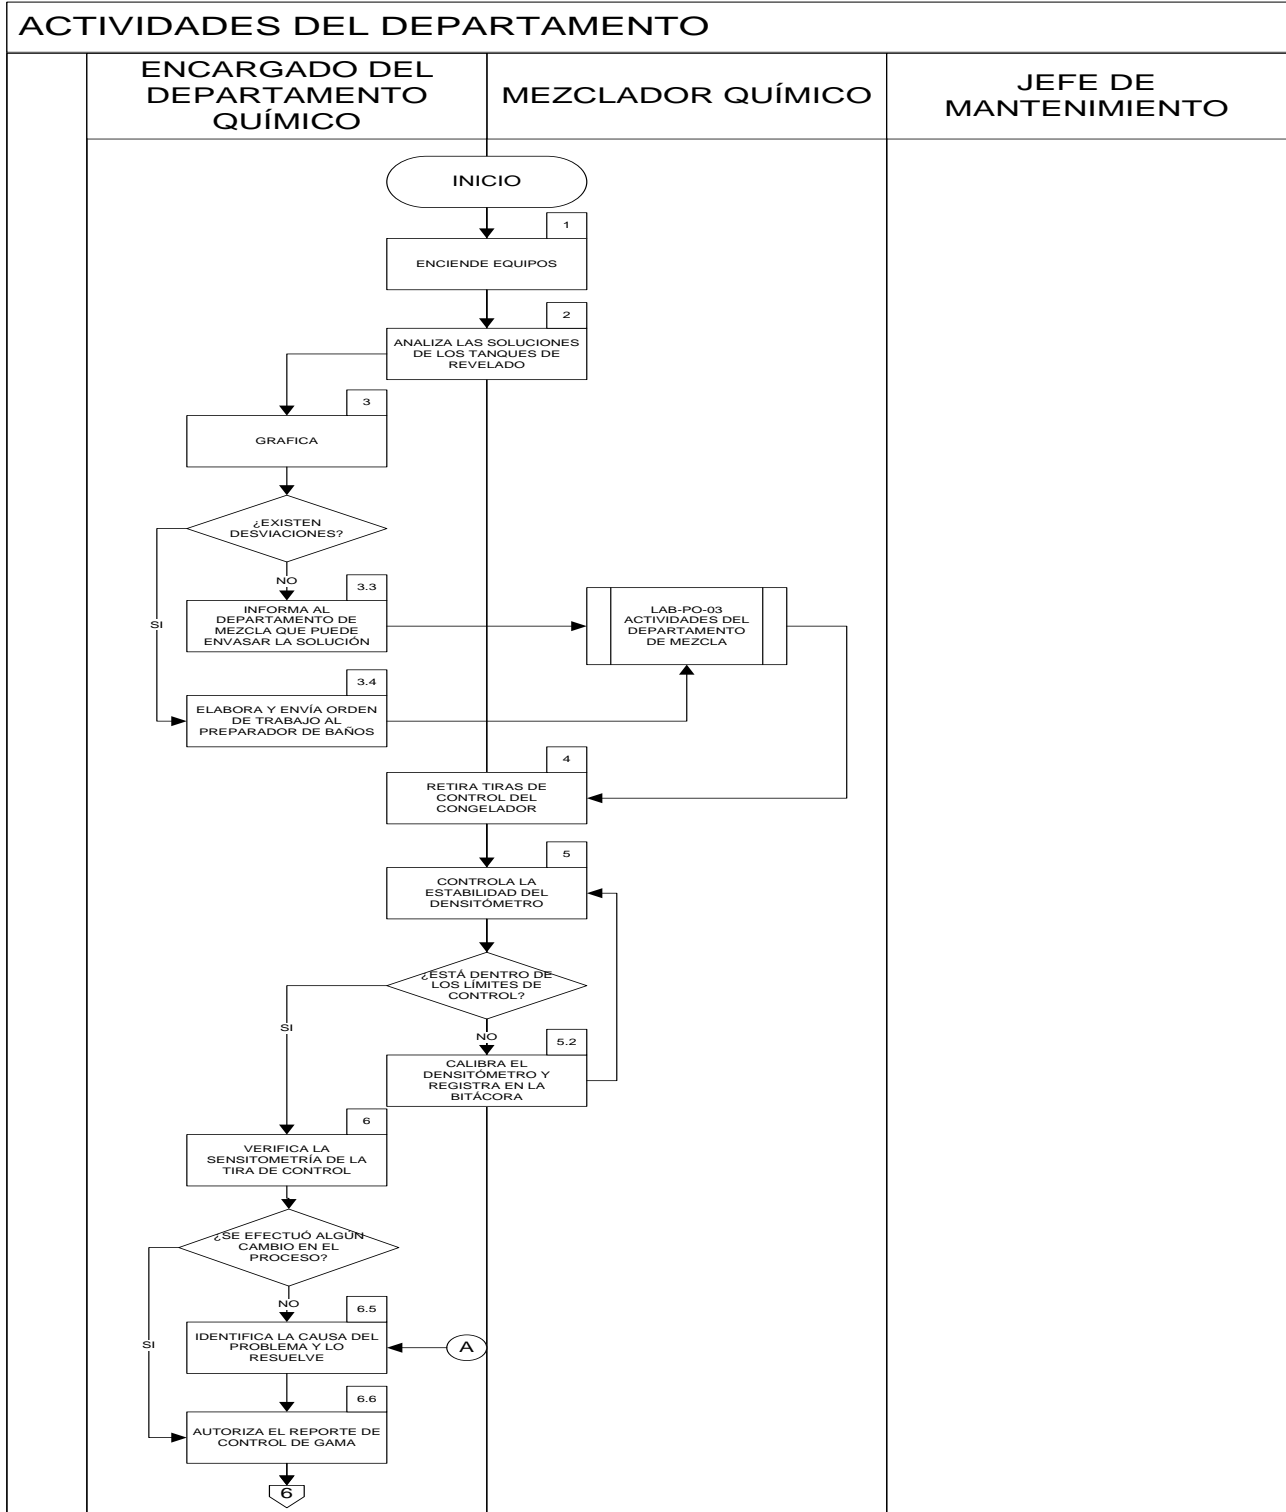 ACTIVIDADES DEL DEPARTAMENTO
ENCARGADO DEL
DEPARTAMENTO
QUÍMICO
MEZCLADOR QUÍMICO
JEFE DE
MANTENIMIENTO
INICIO
1
ENCIENDE EQUIPOS
2
ANALIZA LAS SOLUCIONES
DE LOS TANQUES DE
REVELADO
3
GRAFICA
¿EXISTEN
DESVIACIONES?
NO
SI
3.3
INFORMA AL
DEPARTAMENTO DE
MEZCLA QUE PUEDE
ENVASAR LA SOLUCIÓN
LAB-PO-03
ACTIVIDADES DEL
DEPARTAMENTO
DE MEZCLA
3.4
ELABORA Y ENVÍA ORDEN
DE TRABAJO AL
PREPARADOR DE BAÑOS
4
RETIRA TIRAS DE
CONTROL DEL
CONGELADOR
5
CONTROLA LA
ESTABILIDAD DEL
DENSITÓMETRO
¿ESTÁ DENTRO DE
LOS LÍMITES DE
CONTROL?
SI
NO
5.2
CALIBRA EL
DENSITÓMETRO Y
REGISTRA EN LA
BITÁCORA
6
VERIFICA LA
SENSITOMETRÍA DE LA
TIRA DE CONTROL
¿SE EFECTUÓ ALGÚN
CAMBIO EN EL
PROCESO?
NO
SI
6.5
IDENTIFICA LA CAUSA DEL
PROBLEMA Y LO
RESUELVE
A
6.6
AUTORIZA EL REPORTE DE
CONTROL DE GAMA
6